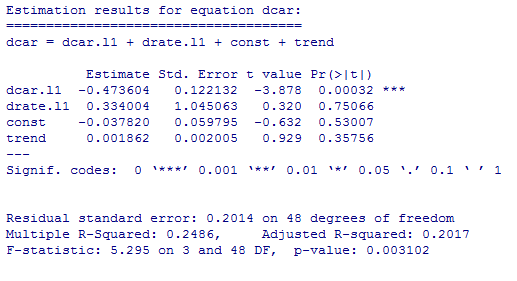 Estimation results for equation dcar:
=====================================
dcar = dcar.l1 + drate.l1 + const + trend
Estimate Std. Error t value Pr(>|t|)
dcar.l1 -0.473604 0.122132 -3.878 0.00032 ***
drate.l1 0.334004 1.045063 0.320 0.75066
const -0.037820 0.059795 -0.632 0.53007
trend 0.001862 0.002005 0.929 0.35756
---
Signif. codes: 0 ‘***’ 0.001 ‘**’ 0.01 ‘*’ 0.05 ‘.’ 0.1 ‘ ’ 1
Residual standard error: 0.2014 on 48 degrees of freedom
Multiple R-Squared: 0.2486, Adjusted R-squared: 0.2017
F-statistic: 5.295 on 3 and 48 DF, p-value: 0.003102